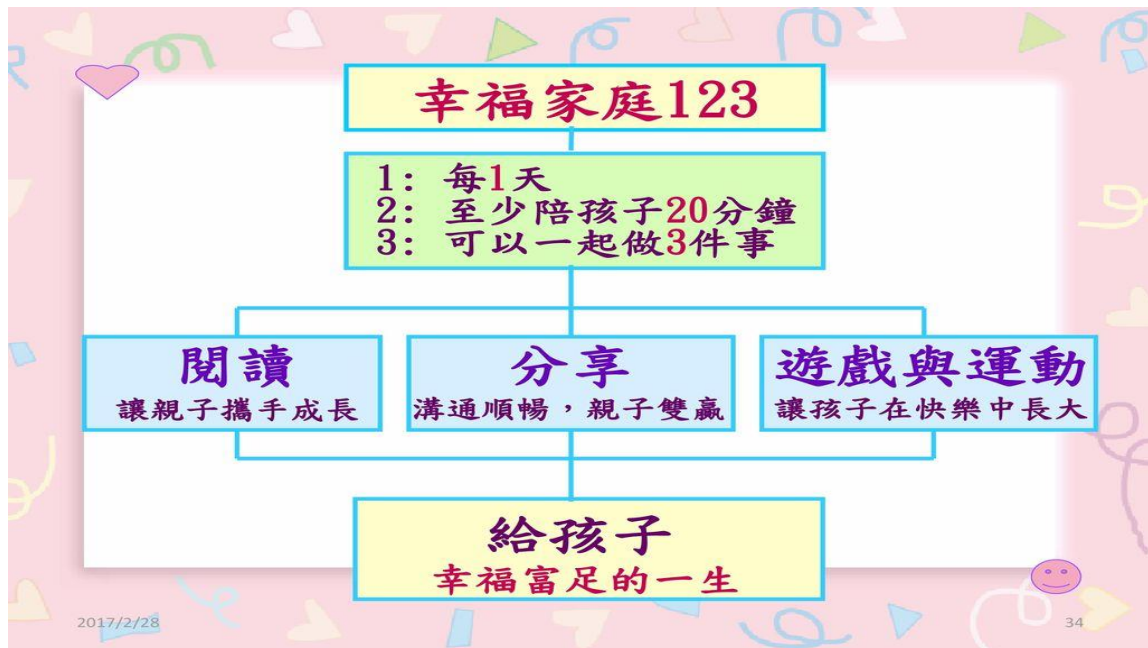 幸福家庭123
1: 每1天
2: 至少陪孩子20分鐘
3: 可以一起做3件事
閱讀
讓親子攜手成長
分享
溝通順暢，親子雙贏
遊戲與運動
讓孩子在快樂中長大
給孩子
幸福富足的一生
2017/2/28
34